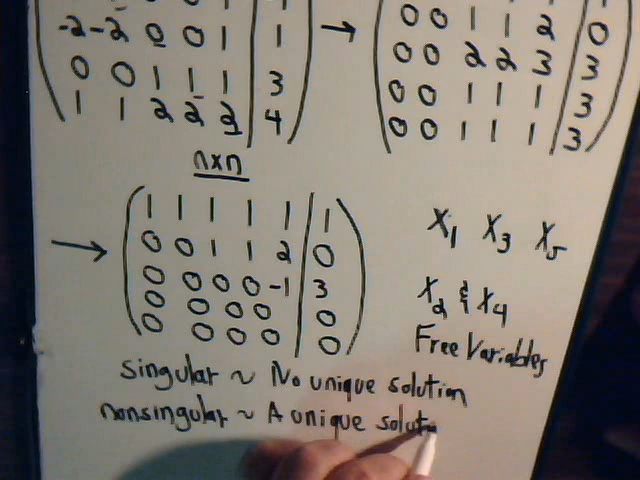 -2 -2 0 0 1 | 1 →
0 0 1 1 1 | 3
1 1 2 2 2 | 4
0 0 1 1 2 | 0
0 0 2 2 3 | 3
0 0 1 1 1 | 3
0 0 1 1 1 | 3
nxn
→
1 1 1 1 1 | 1
0 0 1 1 2 | 0
0 0 0 0 -1 | 3
0 0 0 0 | 0
0 0 0 0 | 0
X1 X3 X5
X2 & X4
Free Variables
singular ~ No unique solution
nonsingular ~ A unique solut